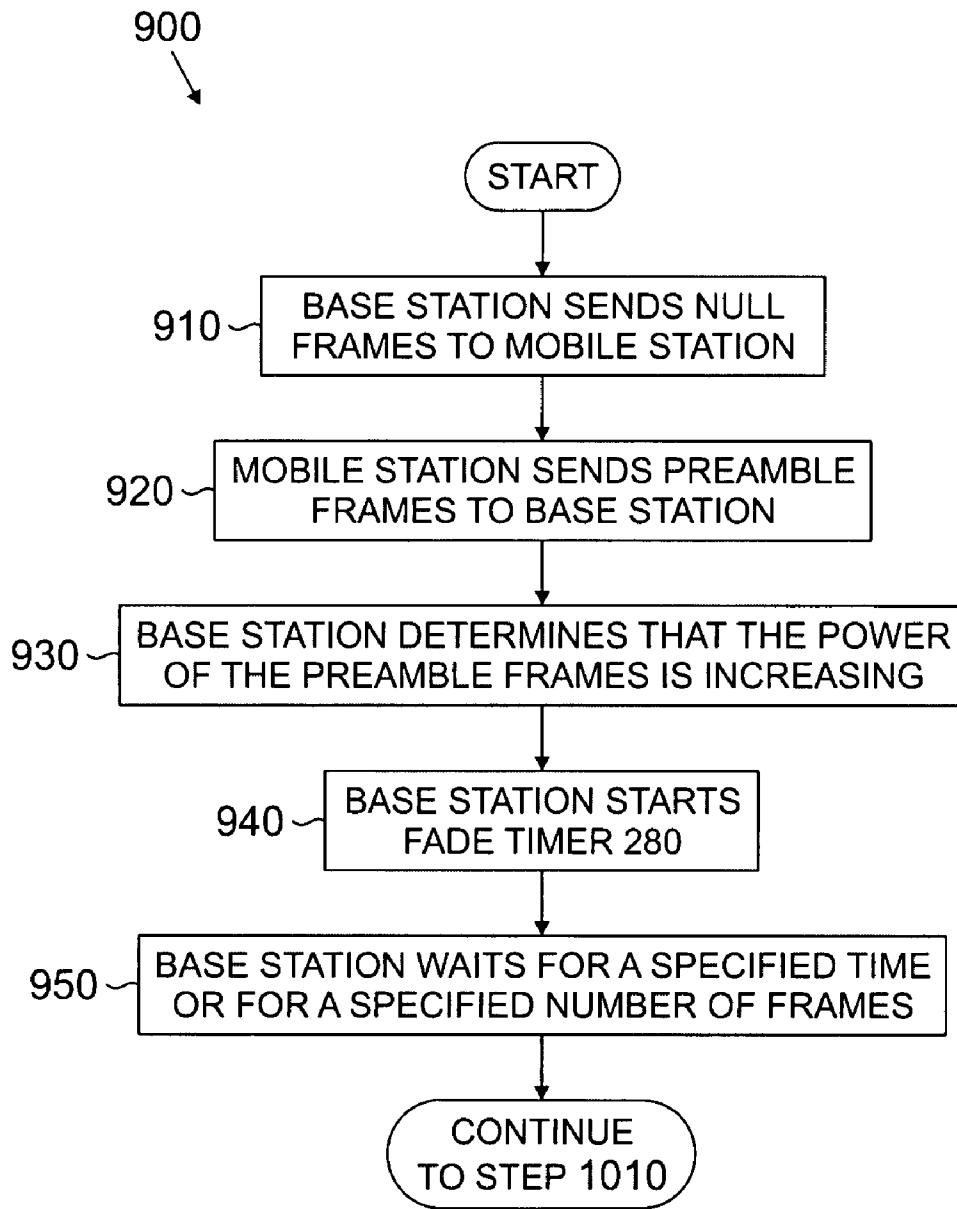 900
START
910
BASE STATION SENDS NULL
FRAMES TO MOBILE STATION
920
MOBILE STATION SENDS PREAMBLE
FRAMES TO BASE STATION
930
BASE STATION DETERMINES THAT THE POWER
OF THE PREAMBLE FRAMES IS INCREASING
940
BASE STATION STARTS
FADE TIMER 280
950
BASE STATION WAITS FOR A SPECIFIED TIME
OR FOR A SPECIFIED NUMBER OF FRAMES
CONTINUE
TO STEP 1010